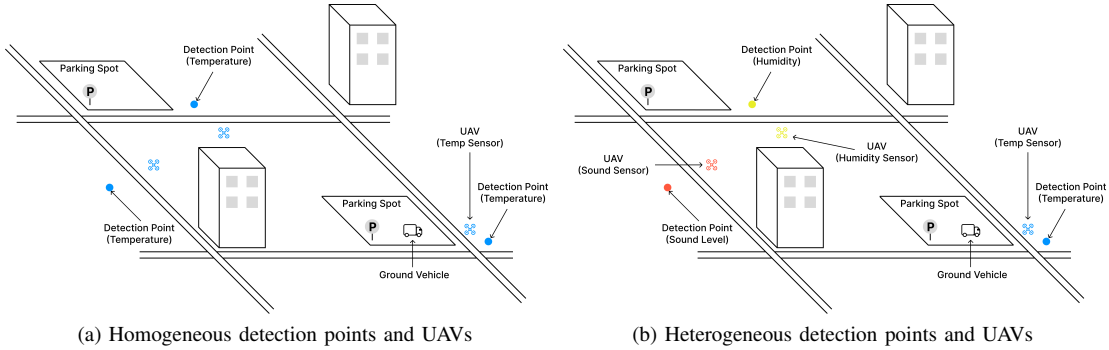 Detection Point
(Temperature)
Parking Spot
P
UAV
(Temp Sensor)
Detection Point
(Temperature)
Parking Spot
P
Detection Point
(Temperature)
Ground Vehicle
(a) Homogeneous detection points and UAVs
Detection Point
(Humidity)
Parking Spot
P
UAV
(Temp Sensor)
UAV
(Humidity Sensor)
UAV
(Sound Sensor)
Detection Point
(Temperature)
Parking Spot
P
Detection Point
(Sound Level)
Ground Vehicle
(b) Heterogeneous detection points and UAVs